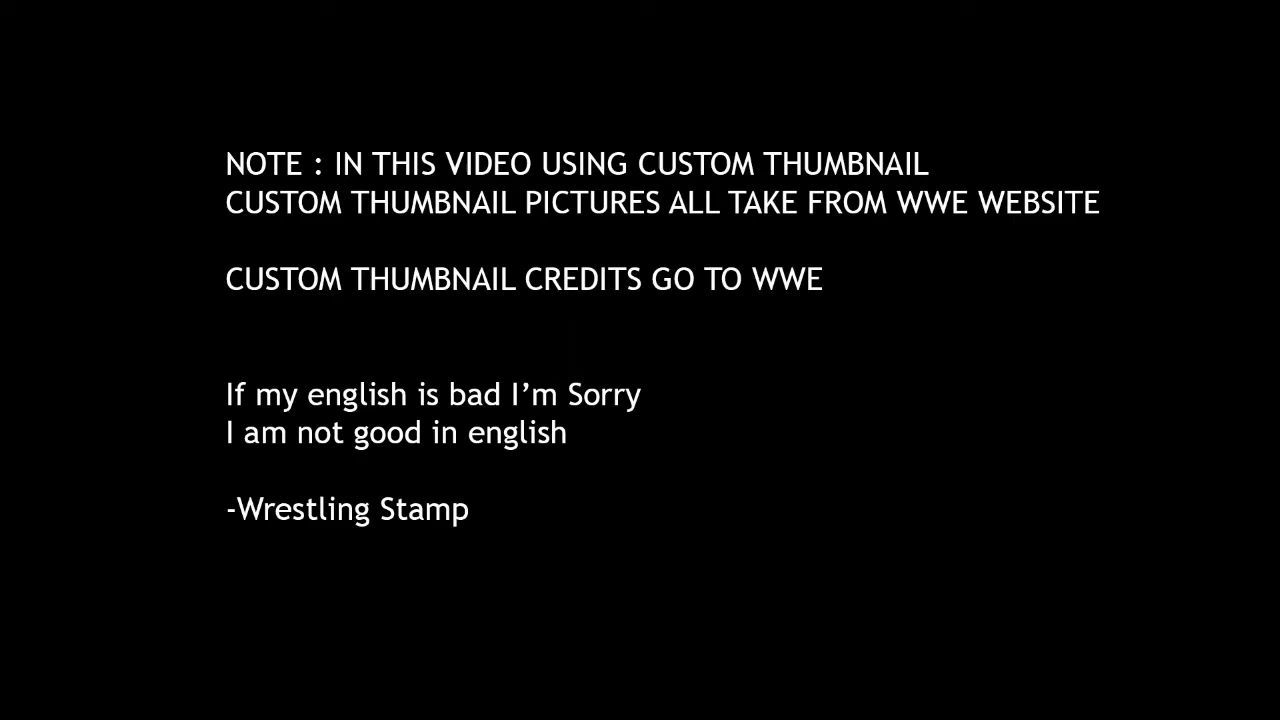 NOTE : IN THIS VIDEO USING CUSTOM THUMBNAIL
CUSTOM THUMBNAIL PICTURES ALL TAKE FROM WWE WEBSITE
CUSTOM THUMBNAIL CREDITS GO TO WWE
If my english is bad I’m Sorry
I am not good in english
-Wrestling Stamp